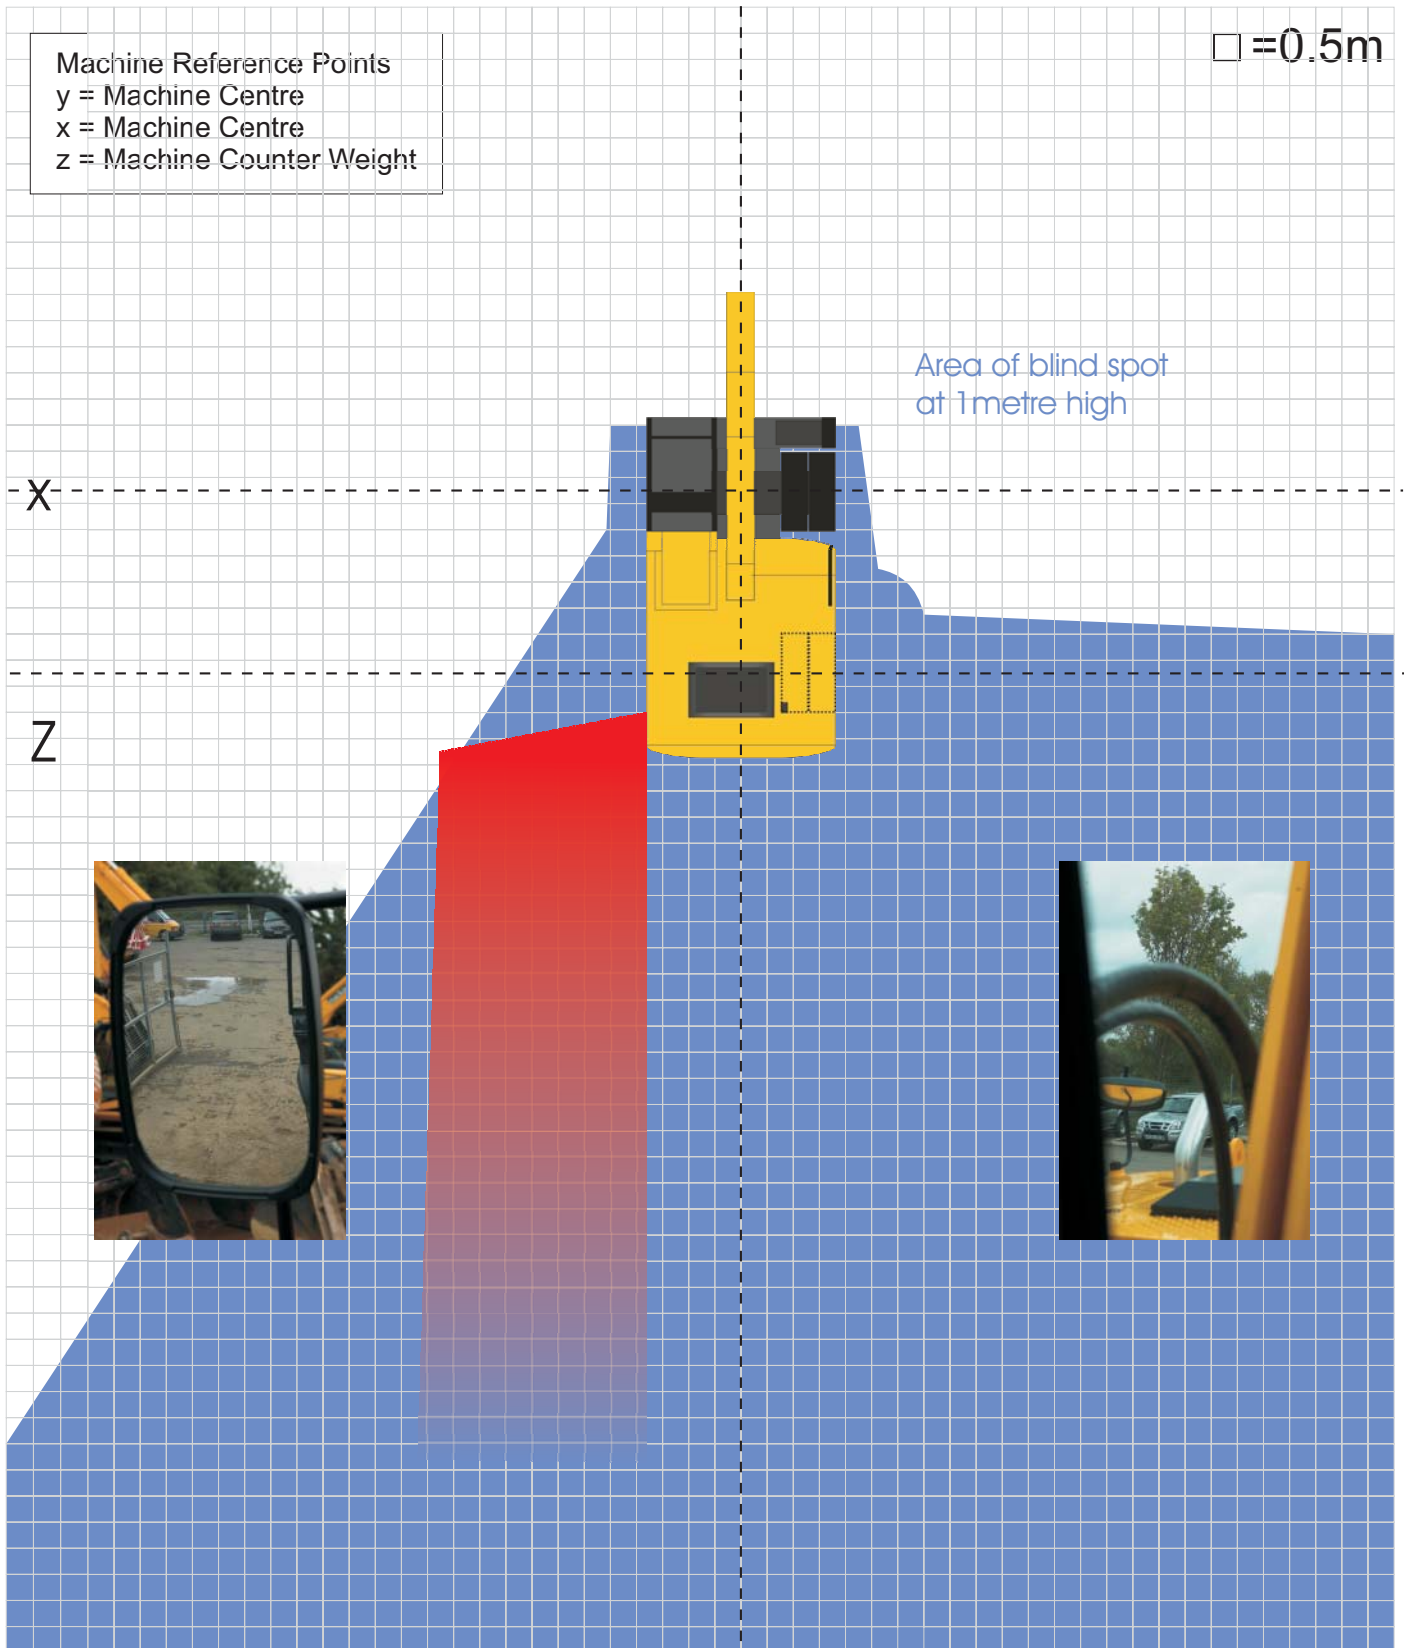 Machine Reference Points
y = Machine Centre
x = Machine Centre
z = Machine Counter Weight
=0.5m
Area of blind spot
at 1metre high
X
Z